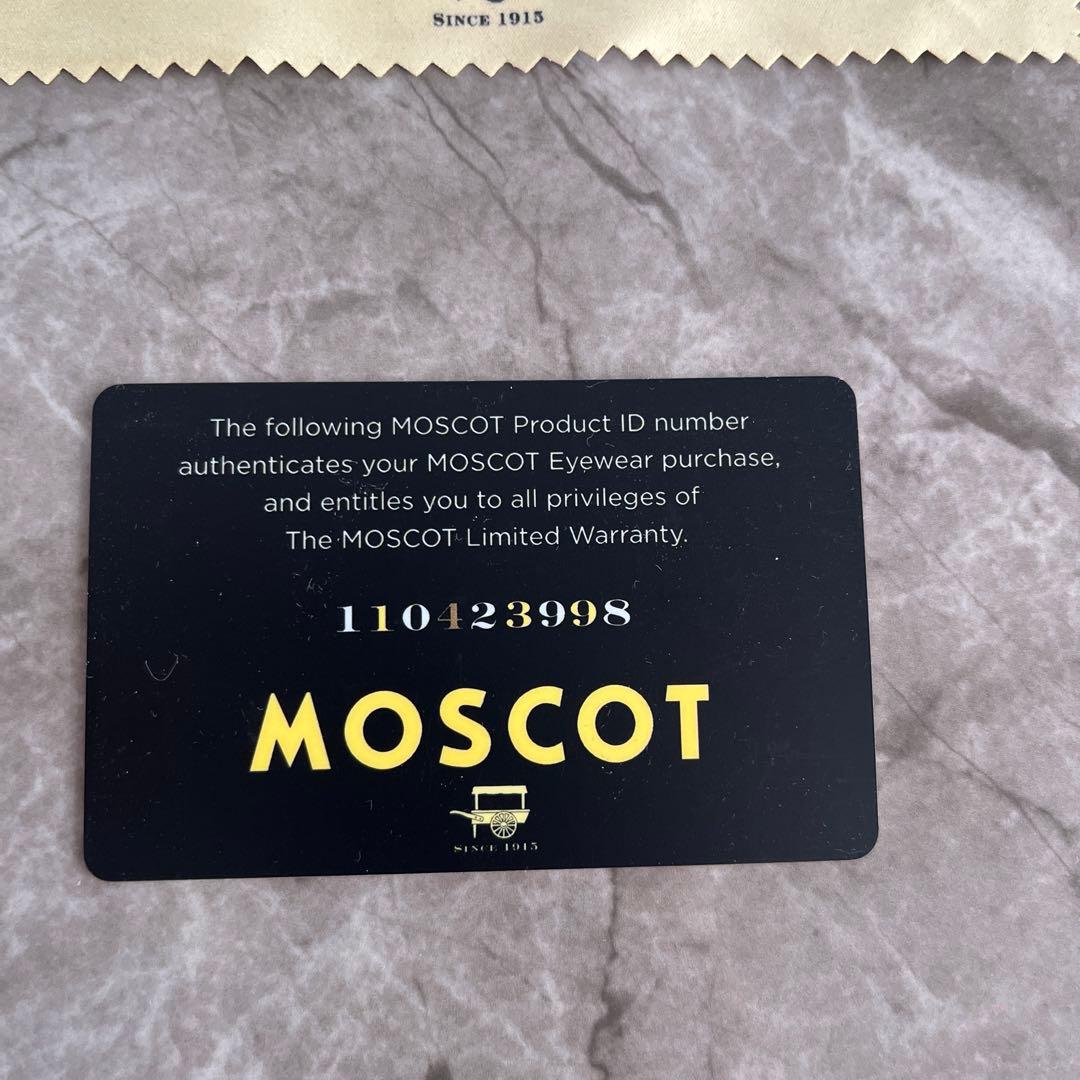 SINCE 1915
The following MOSCOT Product ID number
authenticates your MOSCOT Eyewear purchase,
and entitles you to all privileges of
The MOSCOT Limited Warranty.
110423998
MOSCOT
SINCE 1915